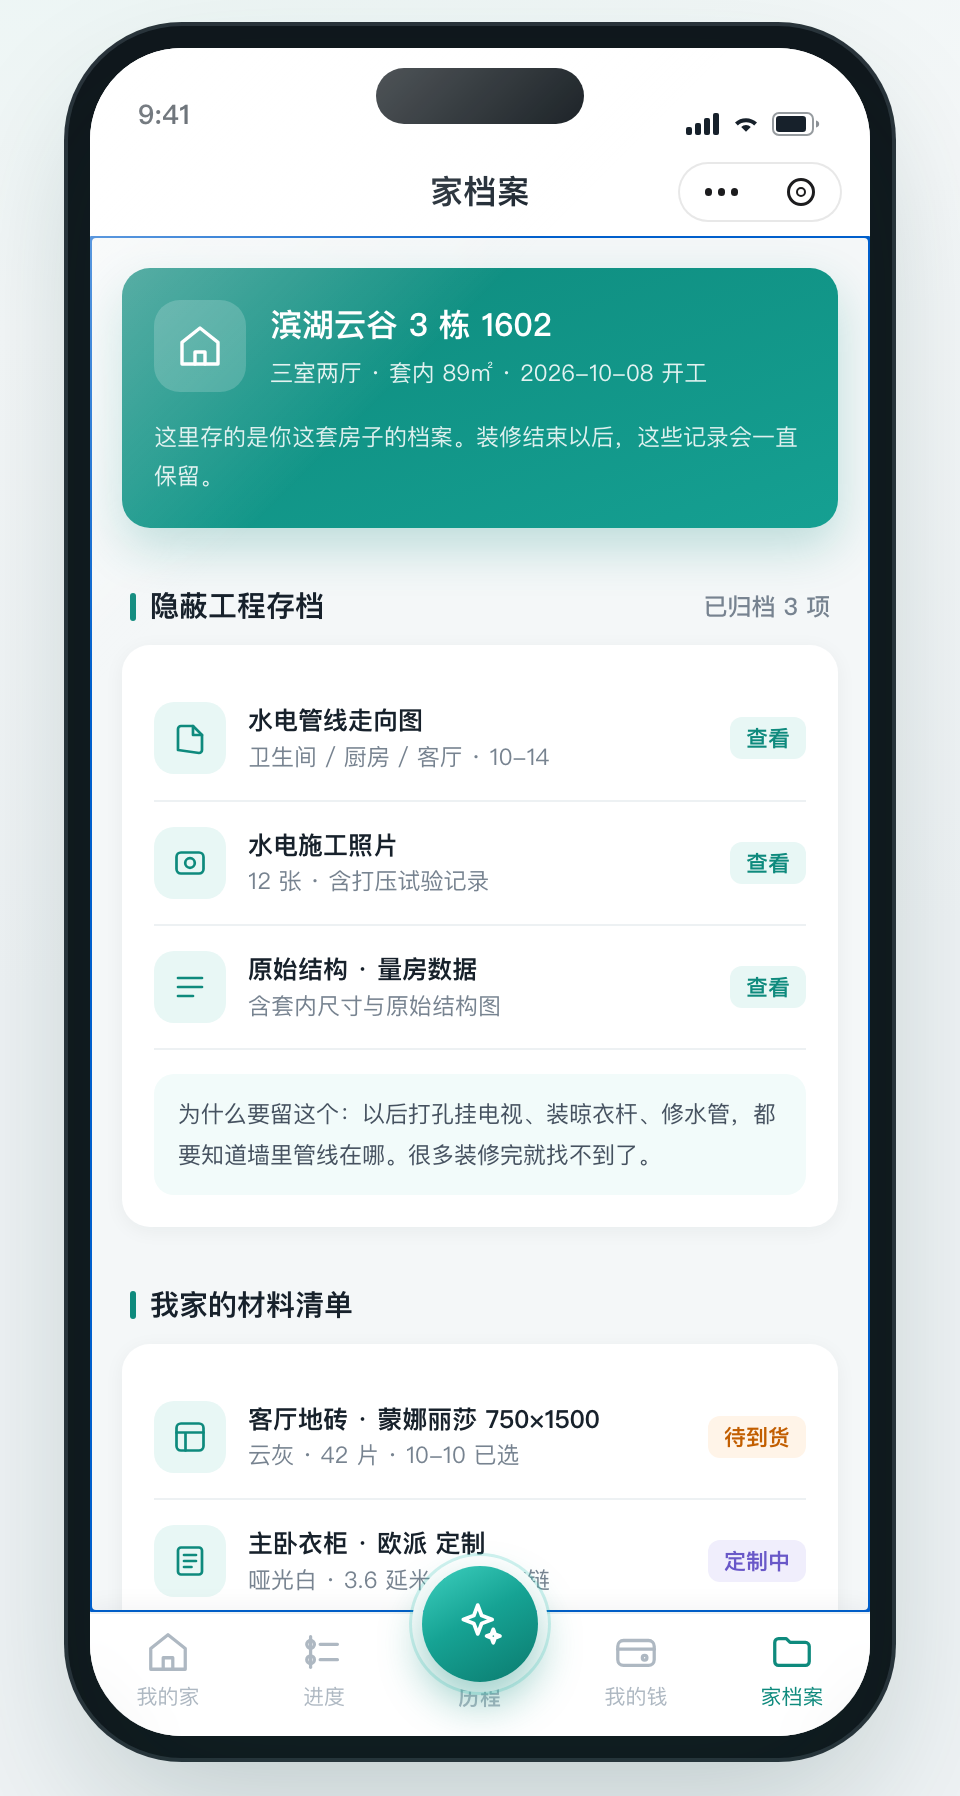 9:41
家档案
滨湖云谷 3 栋 1602
三室两厅 · 套内 89㎡ · 2026-10-08 开工
这里存的是你这套房子的档案。装修结束以后，这些记录会一直
保留。
隐蔽工程存档
已归档 3 项
水电管线走向图
卫生间 / 厨房 / 客厅 · 10-14
查看
水电施工照片
12 张 · 含打压试验记录
查看
原始结构 · 量房数据
含套内尺寸与原始结构图
查看
为什么要留这个：以后打孔挂电视、装晾衣杆、修水管，都
要知道墙里管线在哪。很多装修完就找不到了。
我家的材料清单
客厅地砖 · 蒙娜丽莎 750×1500
云灰 · 42 片 · 10-10 已选
待到货
主卧衣柜 · 欧派 定制
哑光白 · 3.6 延米 链
定制中
我的家
进度
历程
我的钱
家档案